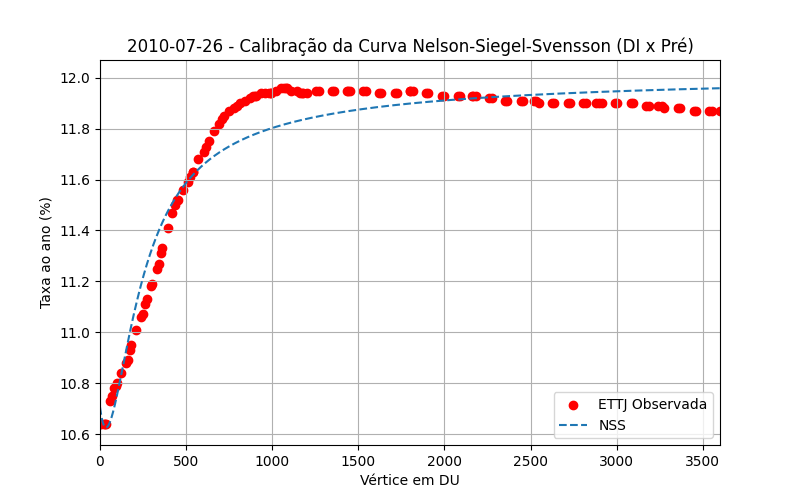 2010-07-26 - Calibração da Curva Nelson-Siegel-Svensson (DI x Pré)
Taxa ao ano (%)
12.0
11.8
11.6
11.4
11.2
11.0
10.8
10.6
0 500 1000 1500 2000 2500 3000 3500
Vértice em DU
ETTJ Observada
NSS